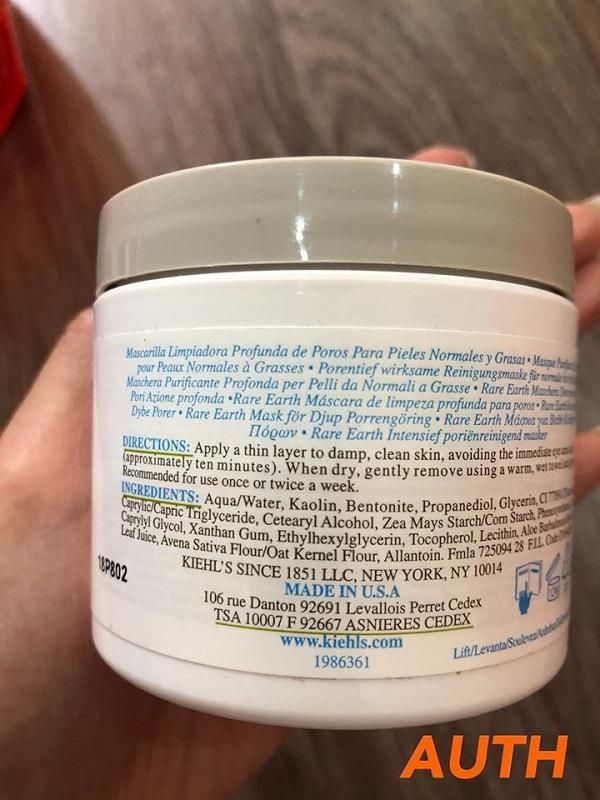 Mascarilla Limpiadora Profunda de Poros Para Pieles Normales y Grasas • Masque
pour Peaux Normales à Grasses • Porentief wirksame Reinigungsmaske für
Maschera Purificante Profonda per Pelli da Normali a Grasse • Rare Earth Maschera
Pori Azione profonda •Rare Earth Máscara de limpeza profunda para poros • Rare Earth
Dybe Porer • Rare Earth Mask för Djup Porrengöring • Rare Earth Μάσκα για
Πόρων • Rare Earth Intensief poriënreinigend masker
DIRECTIONS: Apply a thin layer to damp, clean skin, avoiding the immediate eye area
(approximately ten minutes). When dry, gently remove using a warm, wet towel
Recommended for use once or twice a week.
INGREDIENTS: Aqua/Water, Kaolin, Bentonite, Propanediol, Glycerin, CI 77891
Caprylic/Capric Triglyceride, Cetearyl Alcohol, Zea Mays Starch/Corn Starch,
Caprylyl Glycol, Xanthan Gum, Ethylhexylglycerin, Tocopherol, Lecithin, Aloe
Leaf Juice, Avena Sativa Flour/Oat Kernel Flour, Allantoin. Fmla 725094 28 F.I.L. Code
KIEHL'S SINCE 1851 LLC, NEW YORK, NY 10014
18P802
MADE IN U.S.A
106 rue Danton 92691 Levallois Perret Cedex
TSA 10007 F 92667 ASNIERES CEDEX
www.kiehls.com
1986361
Lift/Levanta/Soulevez
AUTH